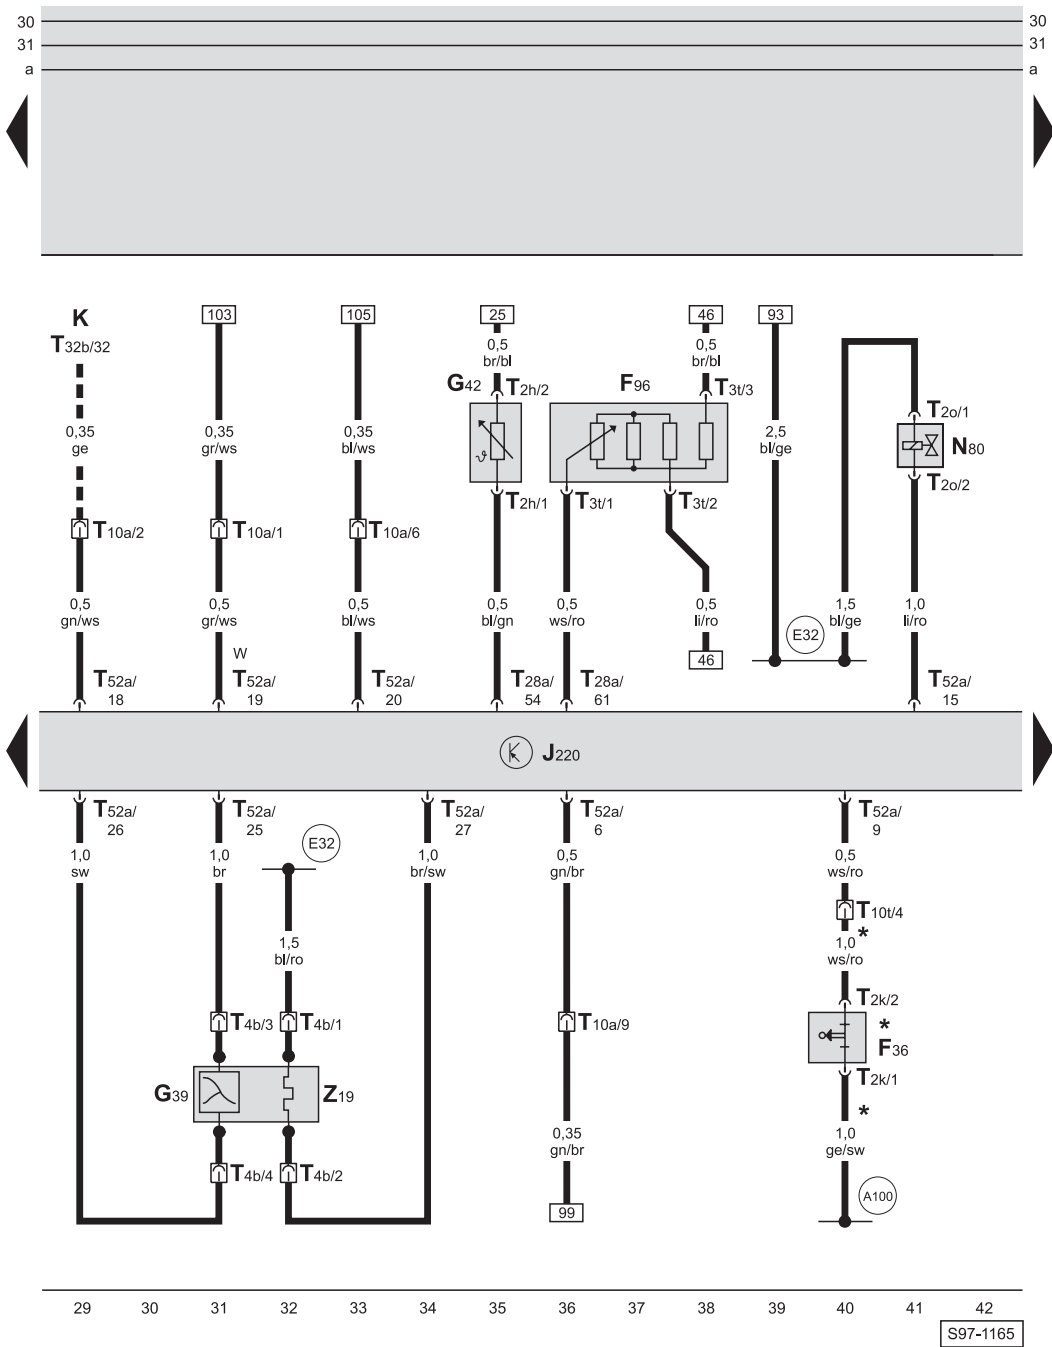 30 30
31 31
a a
K 103 105 25 46 93
T32b/32
0,5 0,5
br/bl br/bl
G42 T2h/2 F96 T3t/3
T2o/1
0,35 0,35 0,35 2,5
ge gr/ws bl/ws bl/ge
N80
ϑ
T2o/2
T2h/1 T3t/1 T3t/2
T10a/2 T10a/1 T10a/6
0,5 0,5 0,5 0,5 0,5 0,5 1,5 1,0
gn/ws gr/ws bl/ws bl/gn ws/ro li/ro bl/ge li/ro
E32
W 46
T52a/ T52a/ T52a/ T28a/ T28a/ T52a/
18 19 20 54 61 15
J220
T52a/ T52a/ T52a/ T52a/ T52a/
26 25 27 6 9
E32
1,0 1,0 1,0 0,5 0,5
sw br br/sw gn/br ws/ro
T10t/4
*
1,5 1,0
bl/ro ws/ro
T2k/2
T4b/3 T4b/1 T10a/9 *
F36
T2k/1
G39 Z19
*
0,35 1,0
gn/br ge/sw
T4b/4 T4b/2
A100
99
29 30 31 32 33 34 35 36 37 38 39 40 41 42
S97-1165